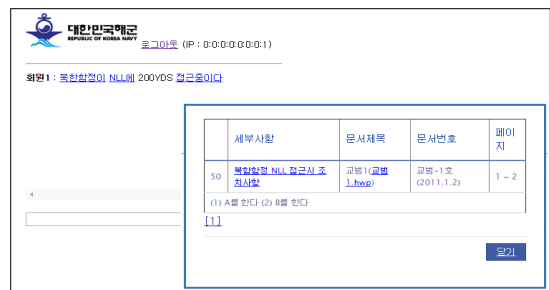 대한민국해군
REPUBLIC OF KOREA NAVY
로그아웃 (IP : 0:0:0:0:0:0:0:1)
회원1 : 북한함정이 NLL에 200YDS 접근중이다
세부사항 문서제목 문서번호 페이지
50 북함함정 NLL 접근시 조치사항 교범1(교범1.hwp) 교범-1호 (2011.1.2) 1 ~ 2
(1) A를 한다 (2) B를 한다
[1]
닫기